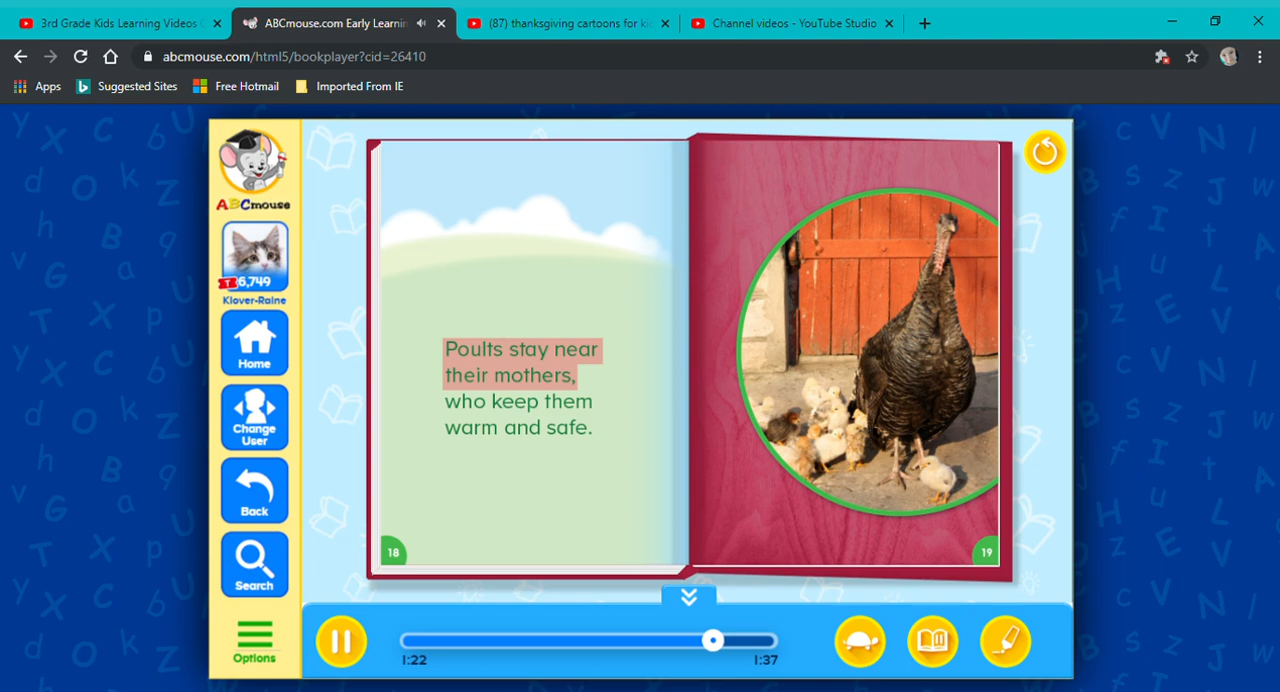 3rd Grade Kids Learning Videos
ABCmouse.com Early Learnin
(87) thanksgiving cartoons for ki
Channel videos - YouTube Studio
abcmouse.com/html5/bookplayer?cid=26410
Apps
Suggested Sites
Free Hotmail
Imported From IE
ABCmouse
T
6,749
Klover-Raine
Home
Change
User
Back
Search
Options
Poults stay near
their mothers,
who keep them
warm and safe.
18
19
1:22
1:37